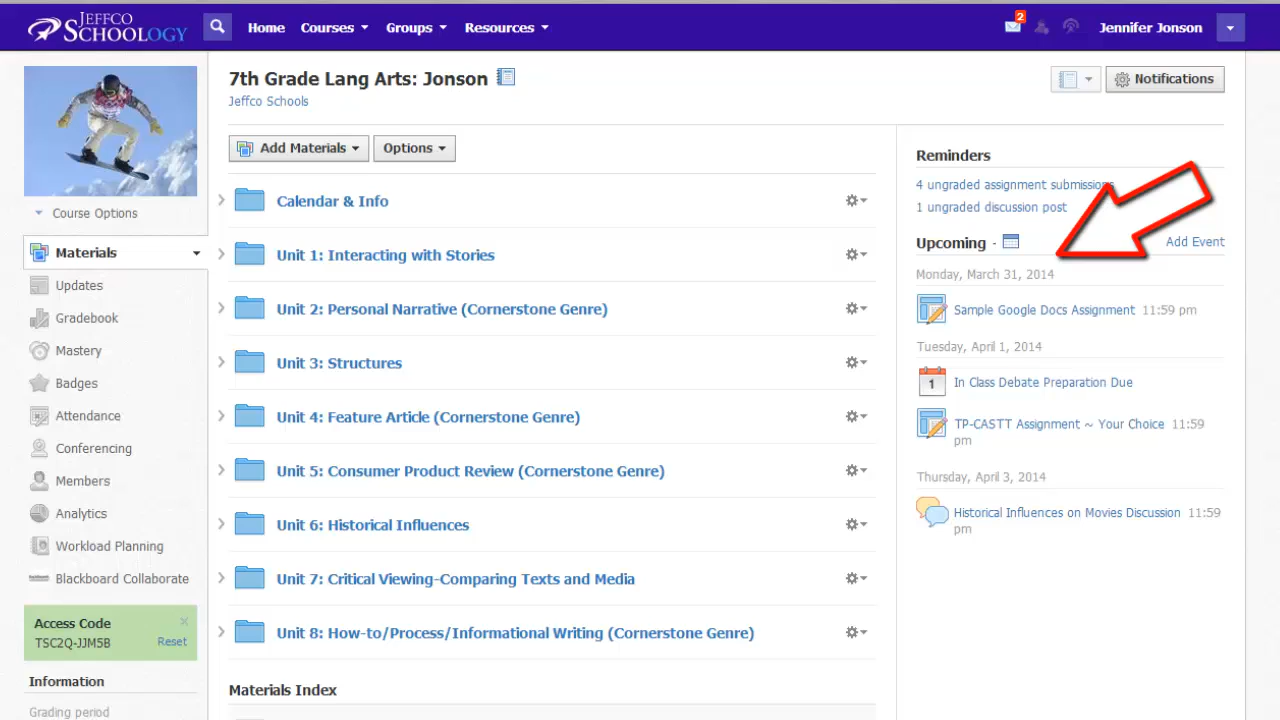 JEFFCO
SCHOOLOGY
Home
Courses
Groups
Resources
2
Jennifer Jonson
7th Grade Lang Arts: Jonson
Jeffco Schools
Notifications
Course Options
Materials
Updates
Gradebook
Mastery
Badges
Attendance
Conferencing
Members
Analytics
Workload Planning
Blackboard Collaborate
Access Code
TSC2Q-JJM5B
Reset
Information
Grading period
Add Materials
Options
Calendar & Info
Unit 1: Interacting with Stories
Unit 2: Personal Narrative (Cornerstone Genre)
Unit 3: Structures
Unit 4: Feature Article (Cornerstone Genre)
Unit 5: Consumer Product Review (Cornerstone Genre)
Unit 6: Historical Influences
Unit 7: Critical Viewing-Comparing Texts and Media
Unit 8: How-to/Process/Informational Writing (Cornerstone Genre)
Materials Index
Reminders
4 ungraded assignment submissions
1 ungraded discussion post
Upcoming -
Add Event
Monday, March 31, 2014
Sample Google Docs Assignment 11:59 pm
Tuesday, April 1, 2014
1
In Class Debate Preparation Due
TP-CASTT Assignment ~ Your Choice 11:59
pm
Thursday, April 3, 2014
Historical Influences on Movies Discussion 11:59
pm